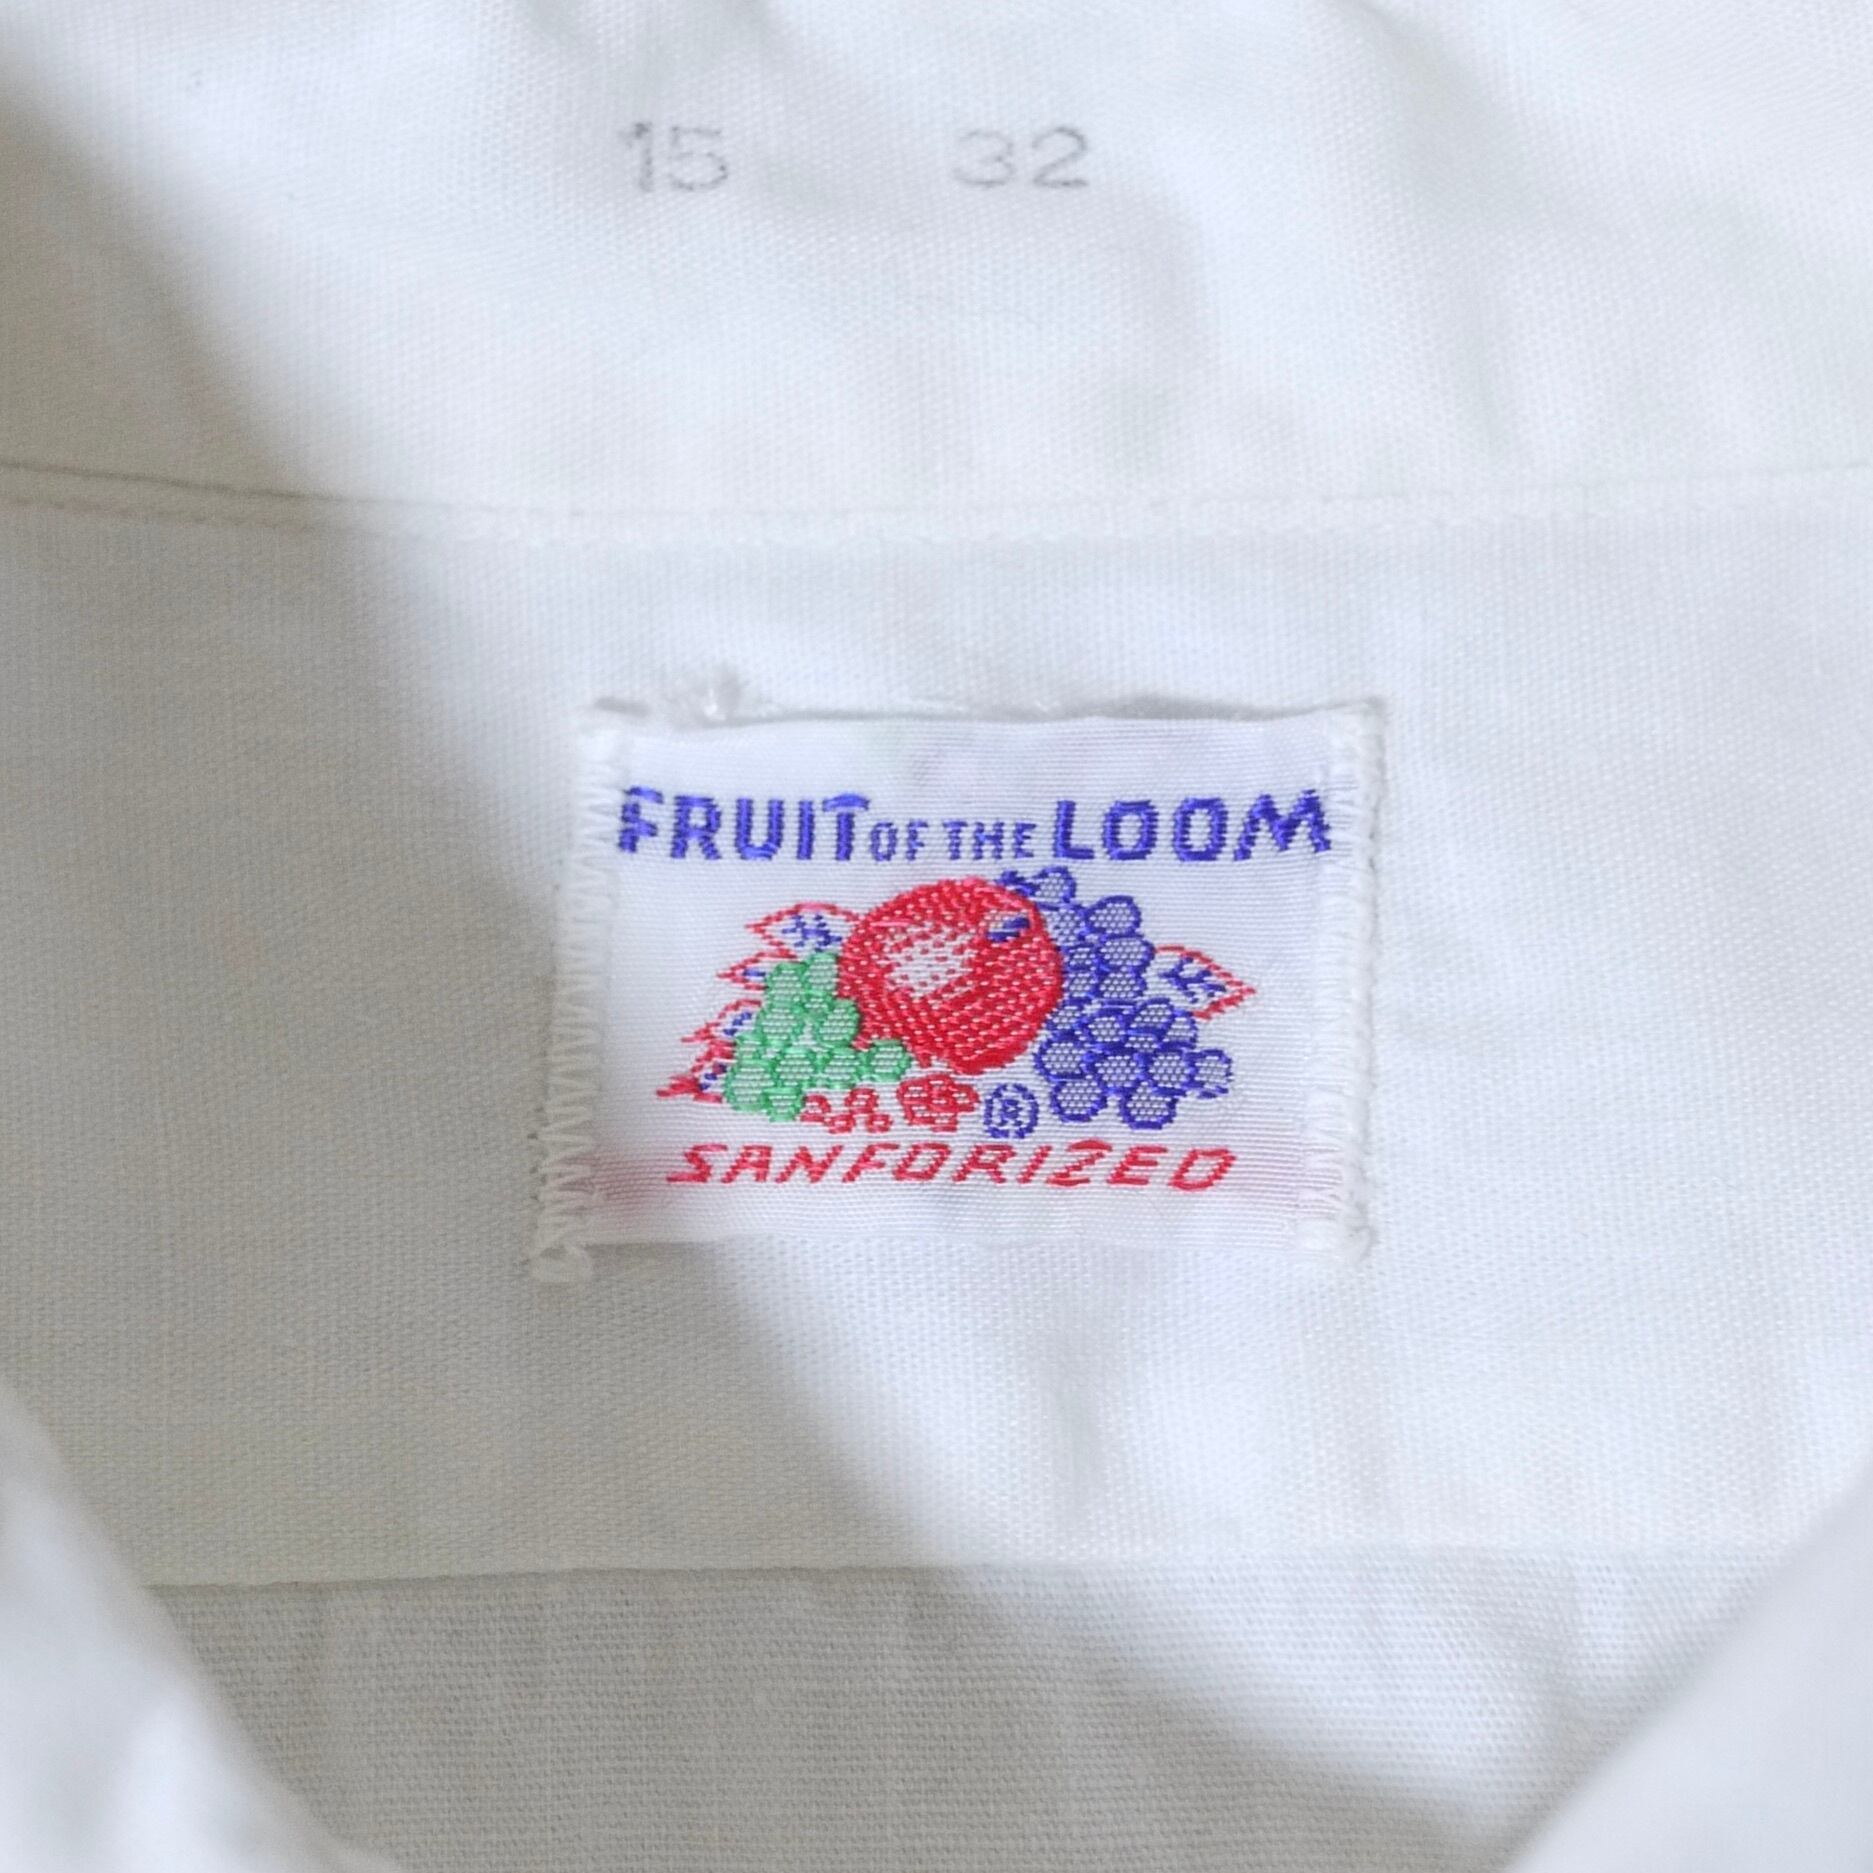 15 32
FRUIT OF THE LOOM
®
SANFORIZED